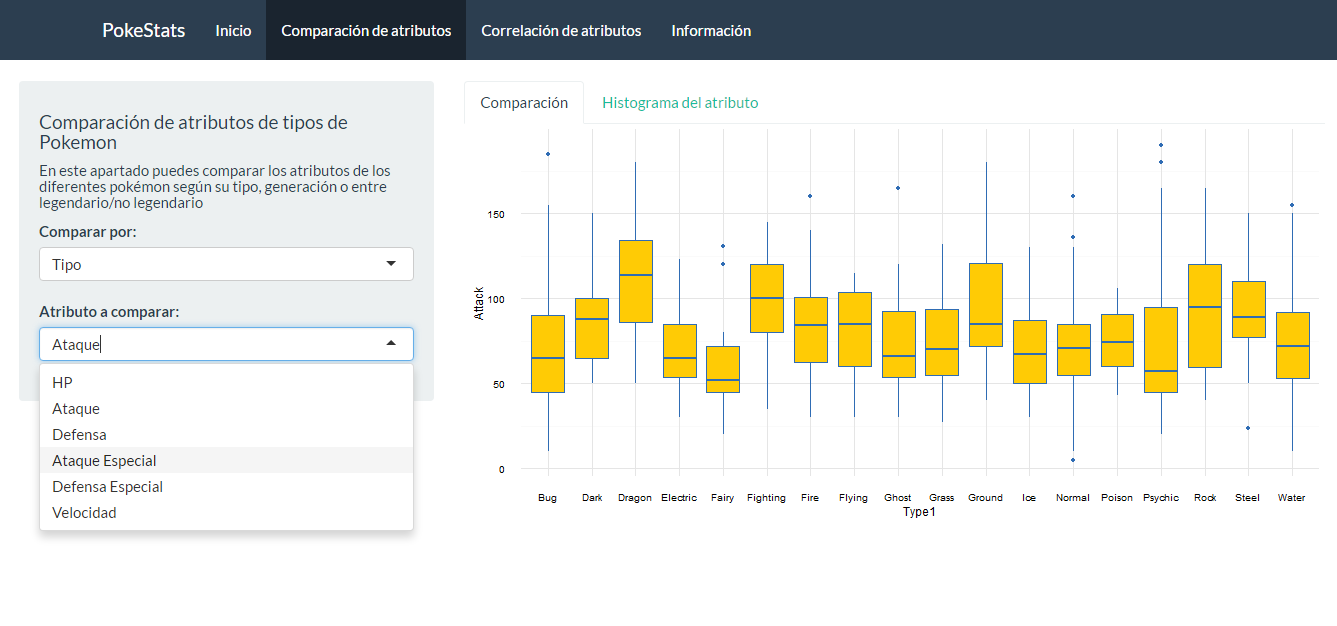 PokeStats Inicio Comparación de atributos Correlación de atributos Información
Comparación de atributos de tipos de
Pokemon
En este apartado puedes comparar los atributos de los
diferentes pokémon según su tipo, generación o entre
legendario/no legendario
Comparar por:
Tipo
Atributo a comparar:
Ataque
HP
Ataque
Defensa
Ataque Especial
Defensa Especial
Velocidad
Comparación Histograma del atributo
Attack
150
100
50
0
Bug Dark Dragon Electric Fairy Fighting Fire Flying Ghost Grass Ground Ice Normal Poison Psychic Rock Steel Water
Type1